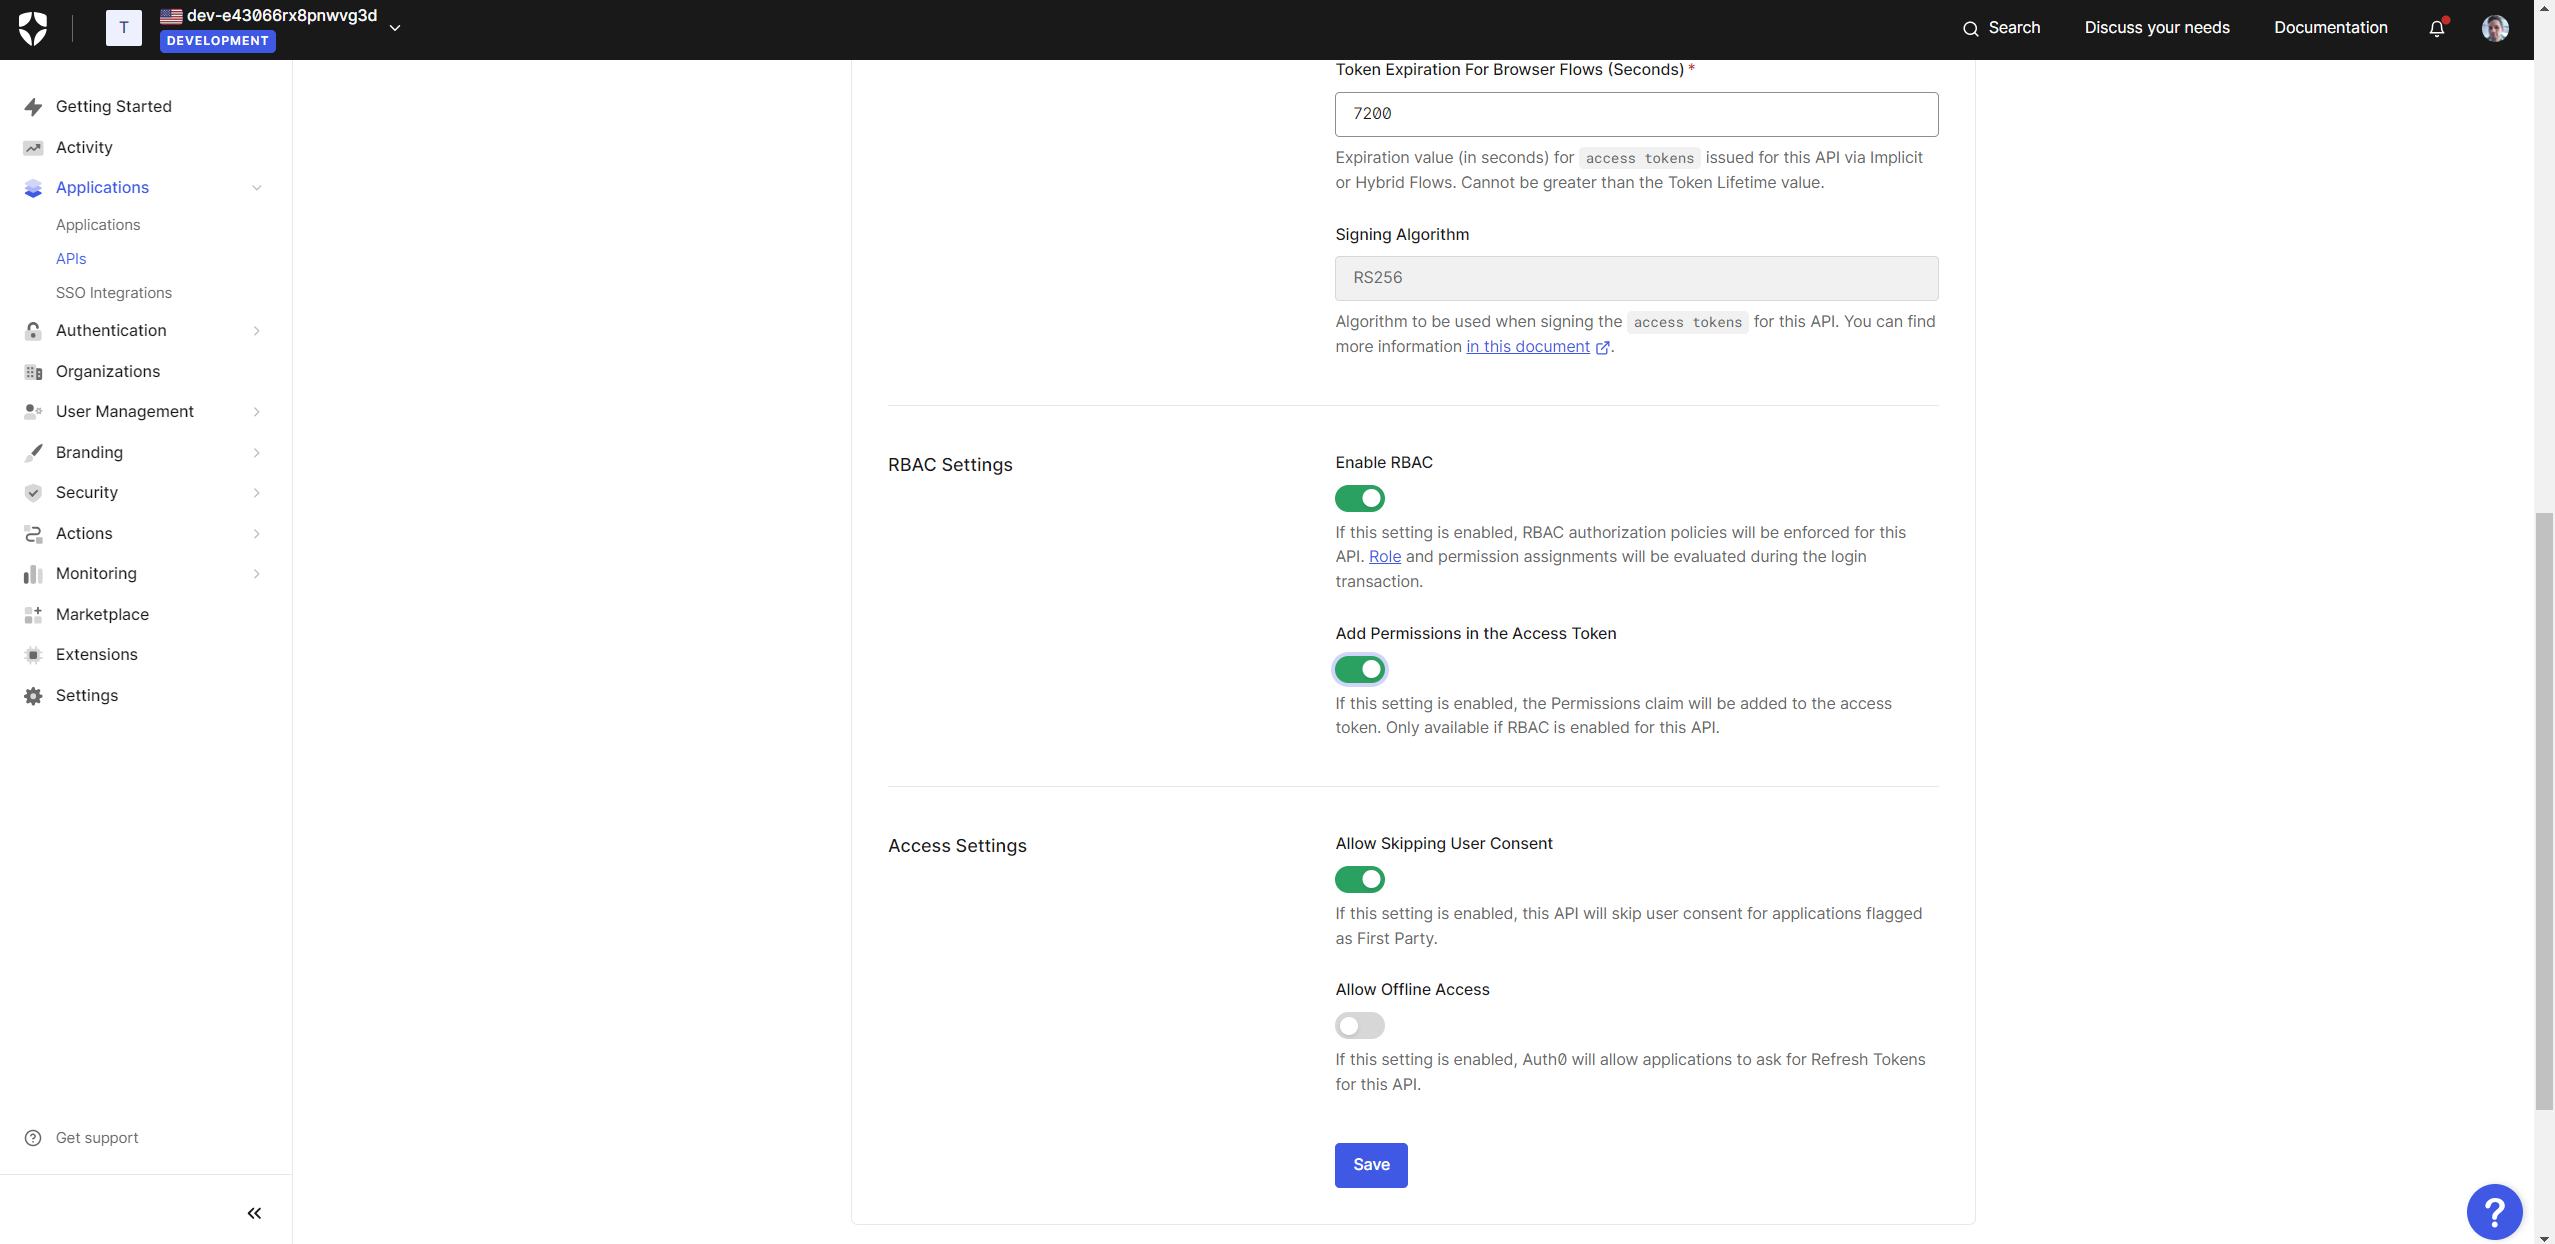 T
dev-e43066rx8pnwvg3d
DEVELOPMENT
Search
Discuss your needs
Documentation
Getting Started
Activity
Applications
Applications
APIs
SSO Integrations
Authentication
Organizations
User Management
Branding
Security
Actions
Monitoring
Marketplace
Extensions
Settings
Get support
Token Expiration For Browser Flows (Seconds) *
7200
Expiration value (in seconds) for access tokens issued for this API via Implicit
or Hybrid Flows. Cannot be greater than the Token Lifetime value.
Signing Algorithm
RS256
Algorithm to be used when signing the access tokens for this API. You can find
more information in this document.
RBAC Settings
Enable RBAC
If this setting is enabled, RBAC authorization policies will be enforced for this
API. Role and permission assignments will be evaluated during the login
transaction.
Add Permissions in the Access Token
If this setting is enabled, the Permissions claim will be added to the access
token. Only available if RBAC is enabled for this API.
Access Settings
Allow Skipping User Consent
If this setting is enabled, this API will skip user consent for applications flagged
as First Party.
Allow Offline Access
If this setting is enabled, Auth0 will allow applications to ask for Refresh Tokens
for this API.
Save
?